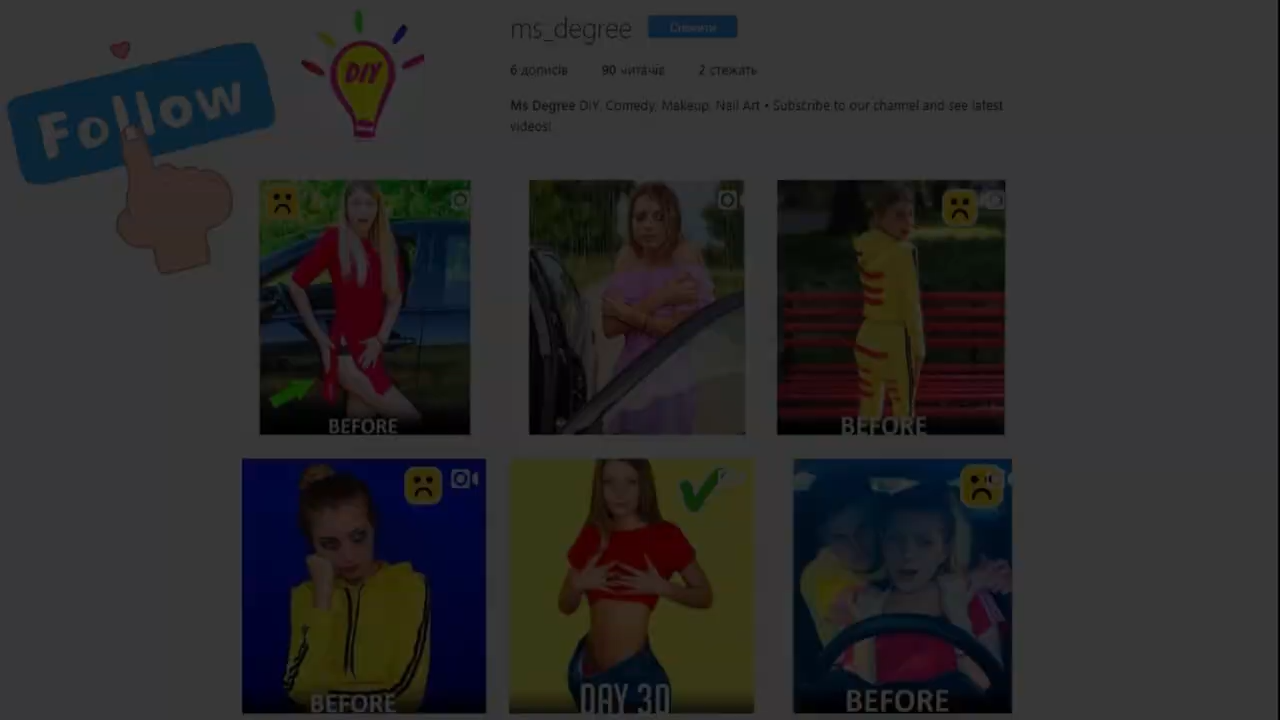 Follow
DIY
ms_degree
Стежити
6 дописів 90 читачів 2 стежать
Ms Degree DIY, Comedy, Makeup, Nail Art • Subscribe to our channel and see latest
videos!
BEFORE
BEFORE
BEFORE
DAY 30
BEFORE